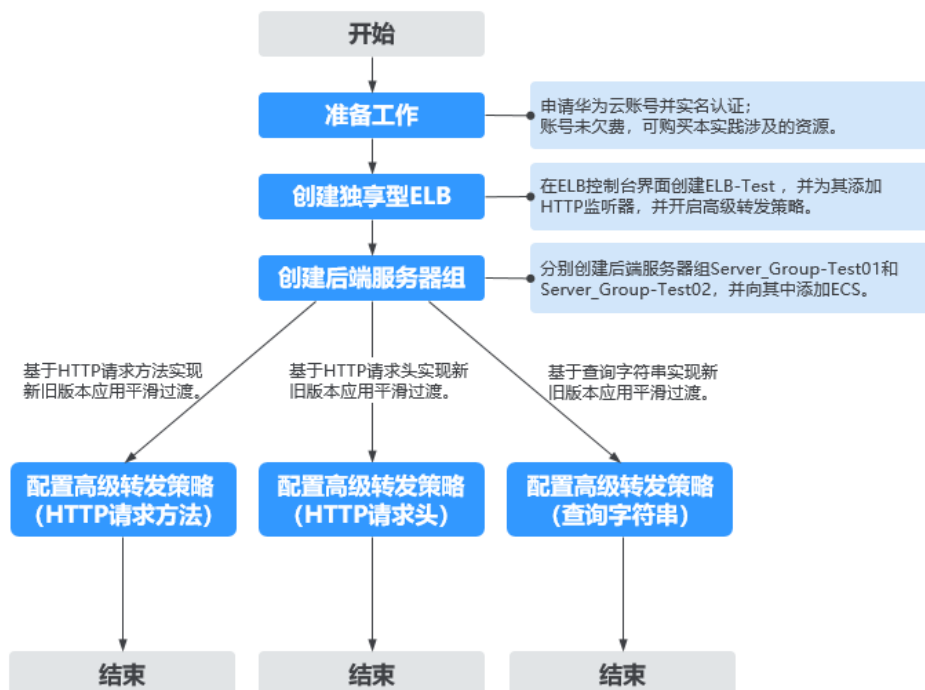 开始
准备工作
申请华为云账号并实名认证;
账号未欠费，可购买本实践涉及的资源。
创建独享型ELB
在ELB控制台界面创建ELB-Test ，并为其添加
HTTP监听器，并开启高级转发策略。
创建后端服务器组
分别创建后端服务器组Server_Group-Test01和
Server_Group-Test02，并向其中添加ECS。
基于HTTP请求方法实现
新旧版本应用平滑过渡。
基于HTTP请求头实现新
旧版本应用平滑过渡。
基于查询字符串实现新
旧版本应用平滑过渡。
配置高级转发策略
（HTTP请求方法）
配置高级转发策略
（HTTP请求头）
配置高级转发策略
（查询字符串）
结束
结束
结束